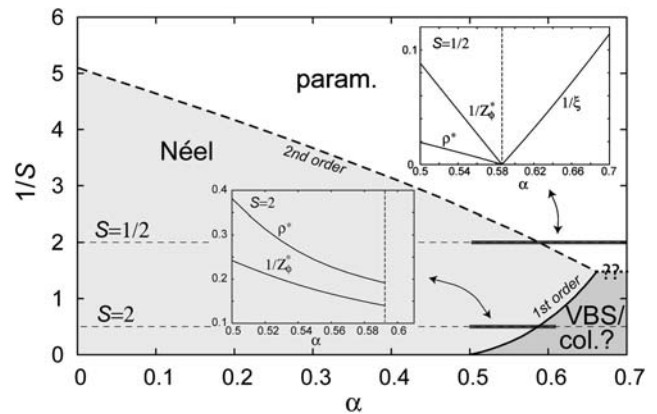 6
5
4
3
2
1
0
1/S
Néel
param.
2nd order
S=1/2
S=2
1st order
??
VBS/
col.?
0
0.1
0.2
0.3
0.4
0.5
0.6
0.7
α
0.1
0
S=1/2
1/Z*ϕ
ρ*
1/ξ
0.5
0.54
0.58
0.62
0.66
0.7
α
0.4
0.3
0.2
0.1
S=2
ρ*
1/Z*ϕ
0.5
0.52
0.54
0.56
0.58
0.6
α